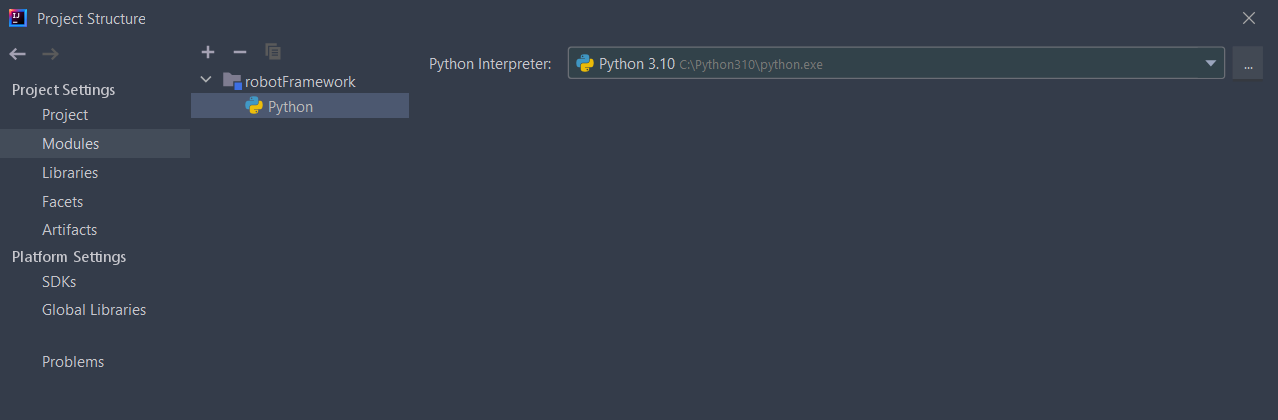 Project Structure
Project Settings
Project
Modules
Libraries
Facets
Artifacts
Platform Settings
SDKs
Global Libraries
Problems
robotFramework
Python
Python Interpreter:
Python 3.10 C:\Python310\python.exe
...